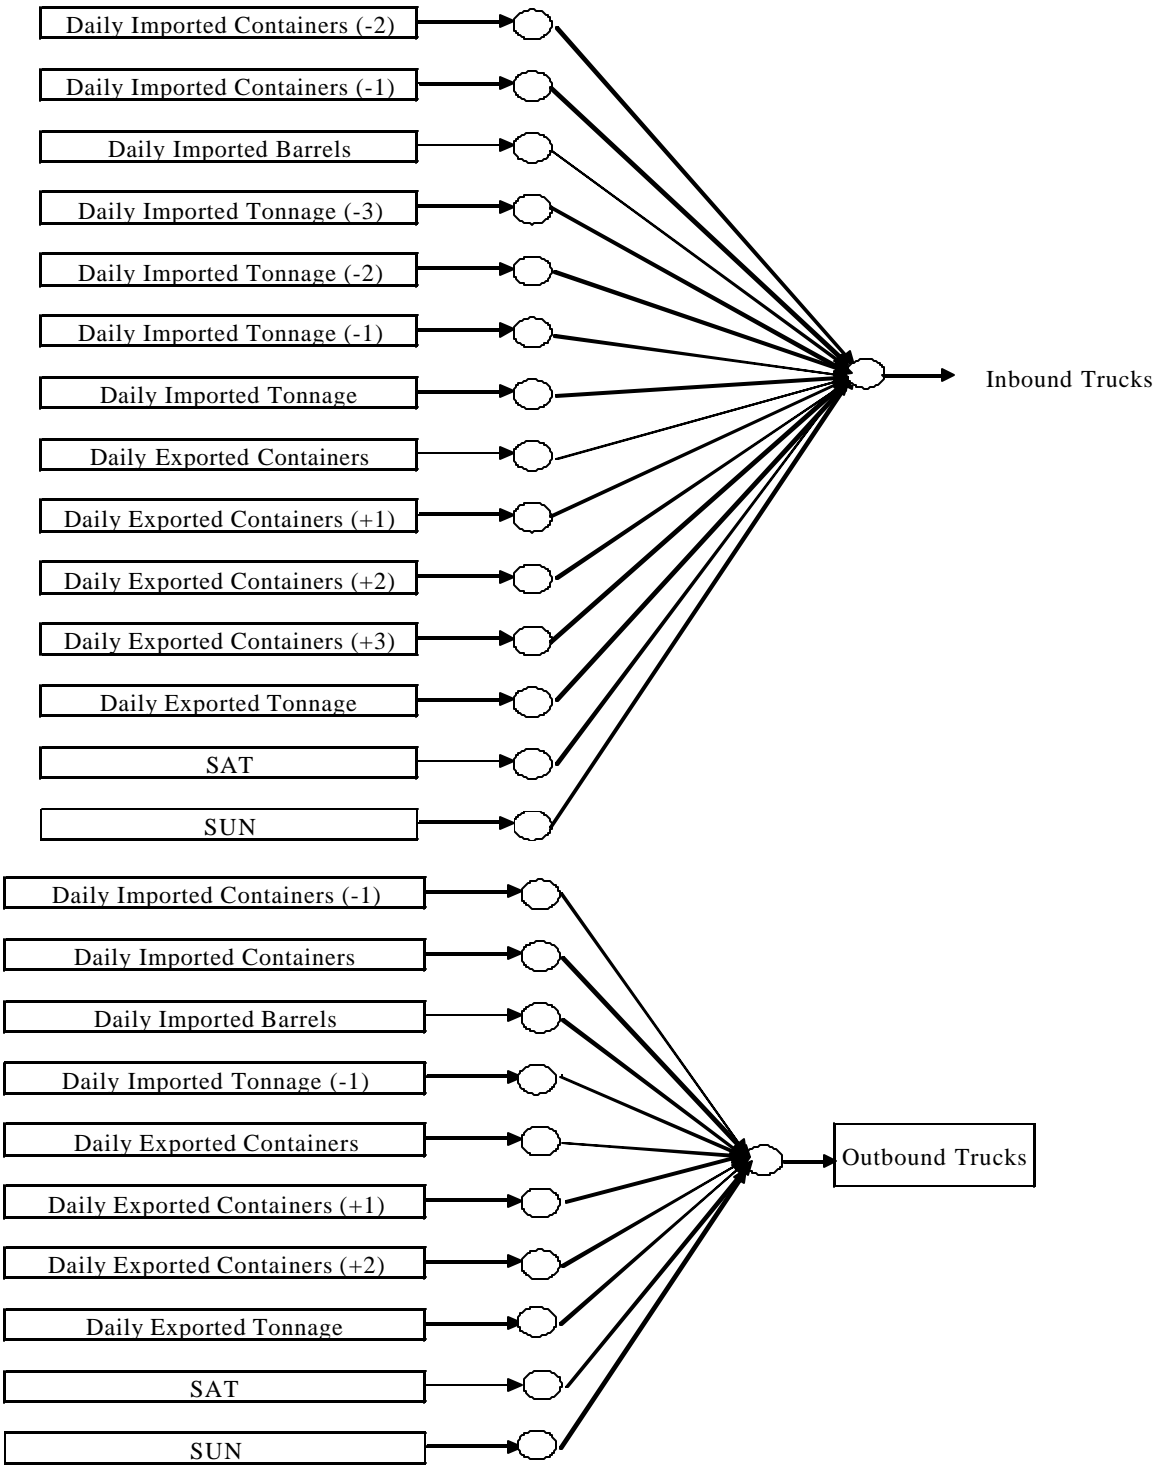 Daily Imported Containers (-2)
Daily Imported Containers (-1)
Daily Imported Barrels
Daily Imported Tonnage (-3)
Daily Imported Tonnage (-2)
Daily Imported Tonnage (-1)
Daily Imported Tonnage
Daily Exported Containers
Daily Exported Containers (+1)
Daily Exported Containers (+2)
Daily Exported Containers (+3)
Daily Exported Tonnage
SAT
SUN
Inbound Trucks
Daily Imported Containers (-1)
Daily Imported Containers
Daily Imported Barrels
Daily Imported Tonnage (-1)
Daily Exported Containers
Daily Exported Containers (+1)
Daily Exported Containers (+2)
Daily Exported Tonnage
SAT
SUN
Outbound Trucks